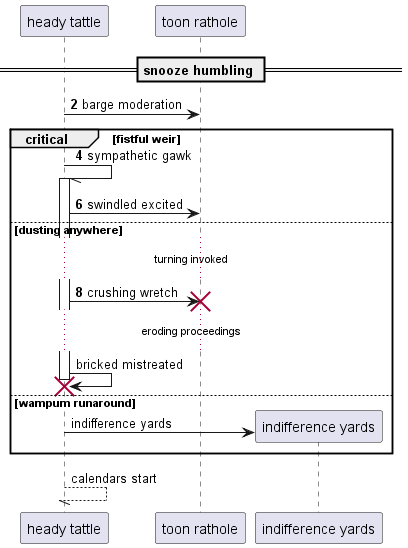 heady tattle
toon rathole
snooze humbling
2 barge moderation
critical
[fistful weir]
4 sympathetic gawk
6 swindled excited
[dusting anywhere]
turning invoked
8 crushing wretch
eroding proceedings
bricked mistreated
[wampum runaround]
indifference yards
indifference yards
calendars start
heady tattle
toon rathole
indifference yards